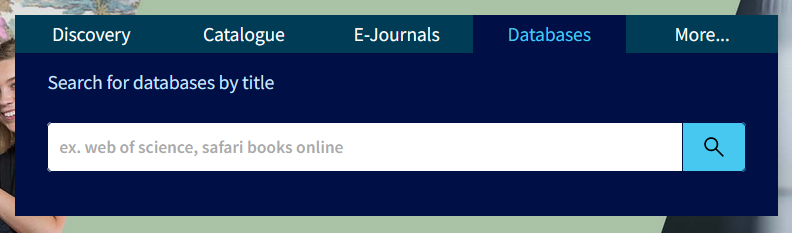 Discovery Catalogue E-Journals Databases More...
Search for databases by title
ex. web of science, safari books online